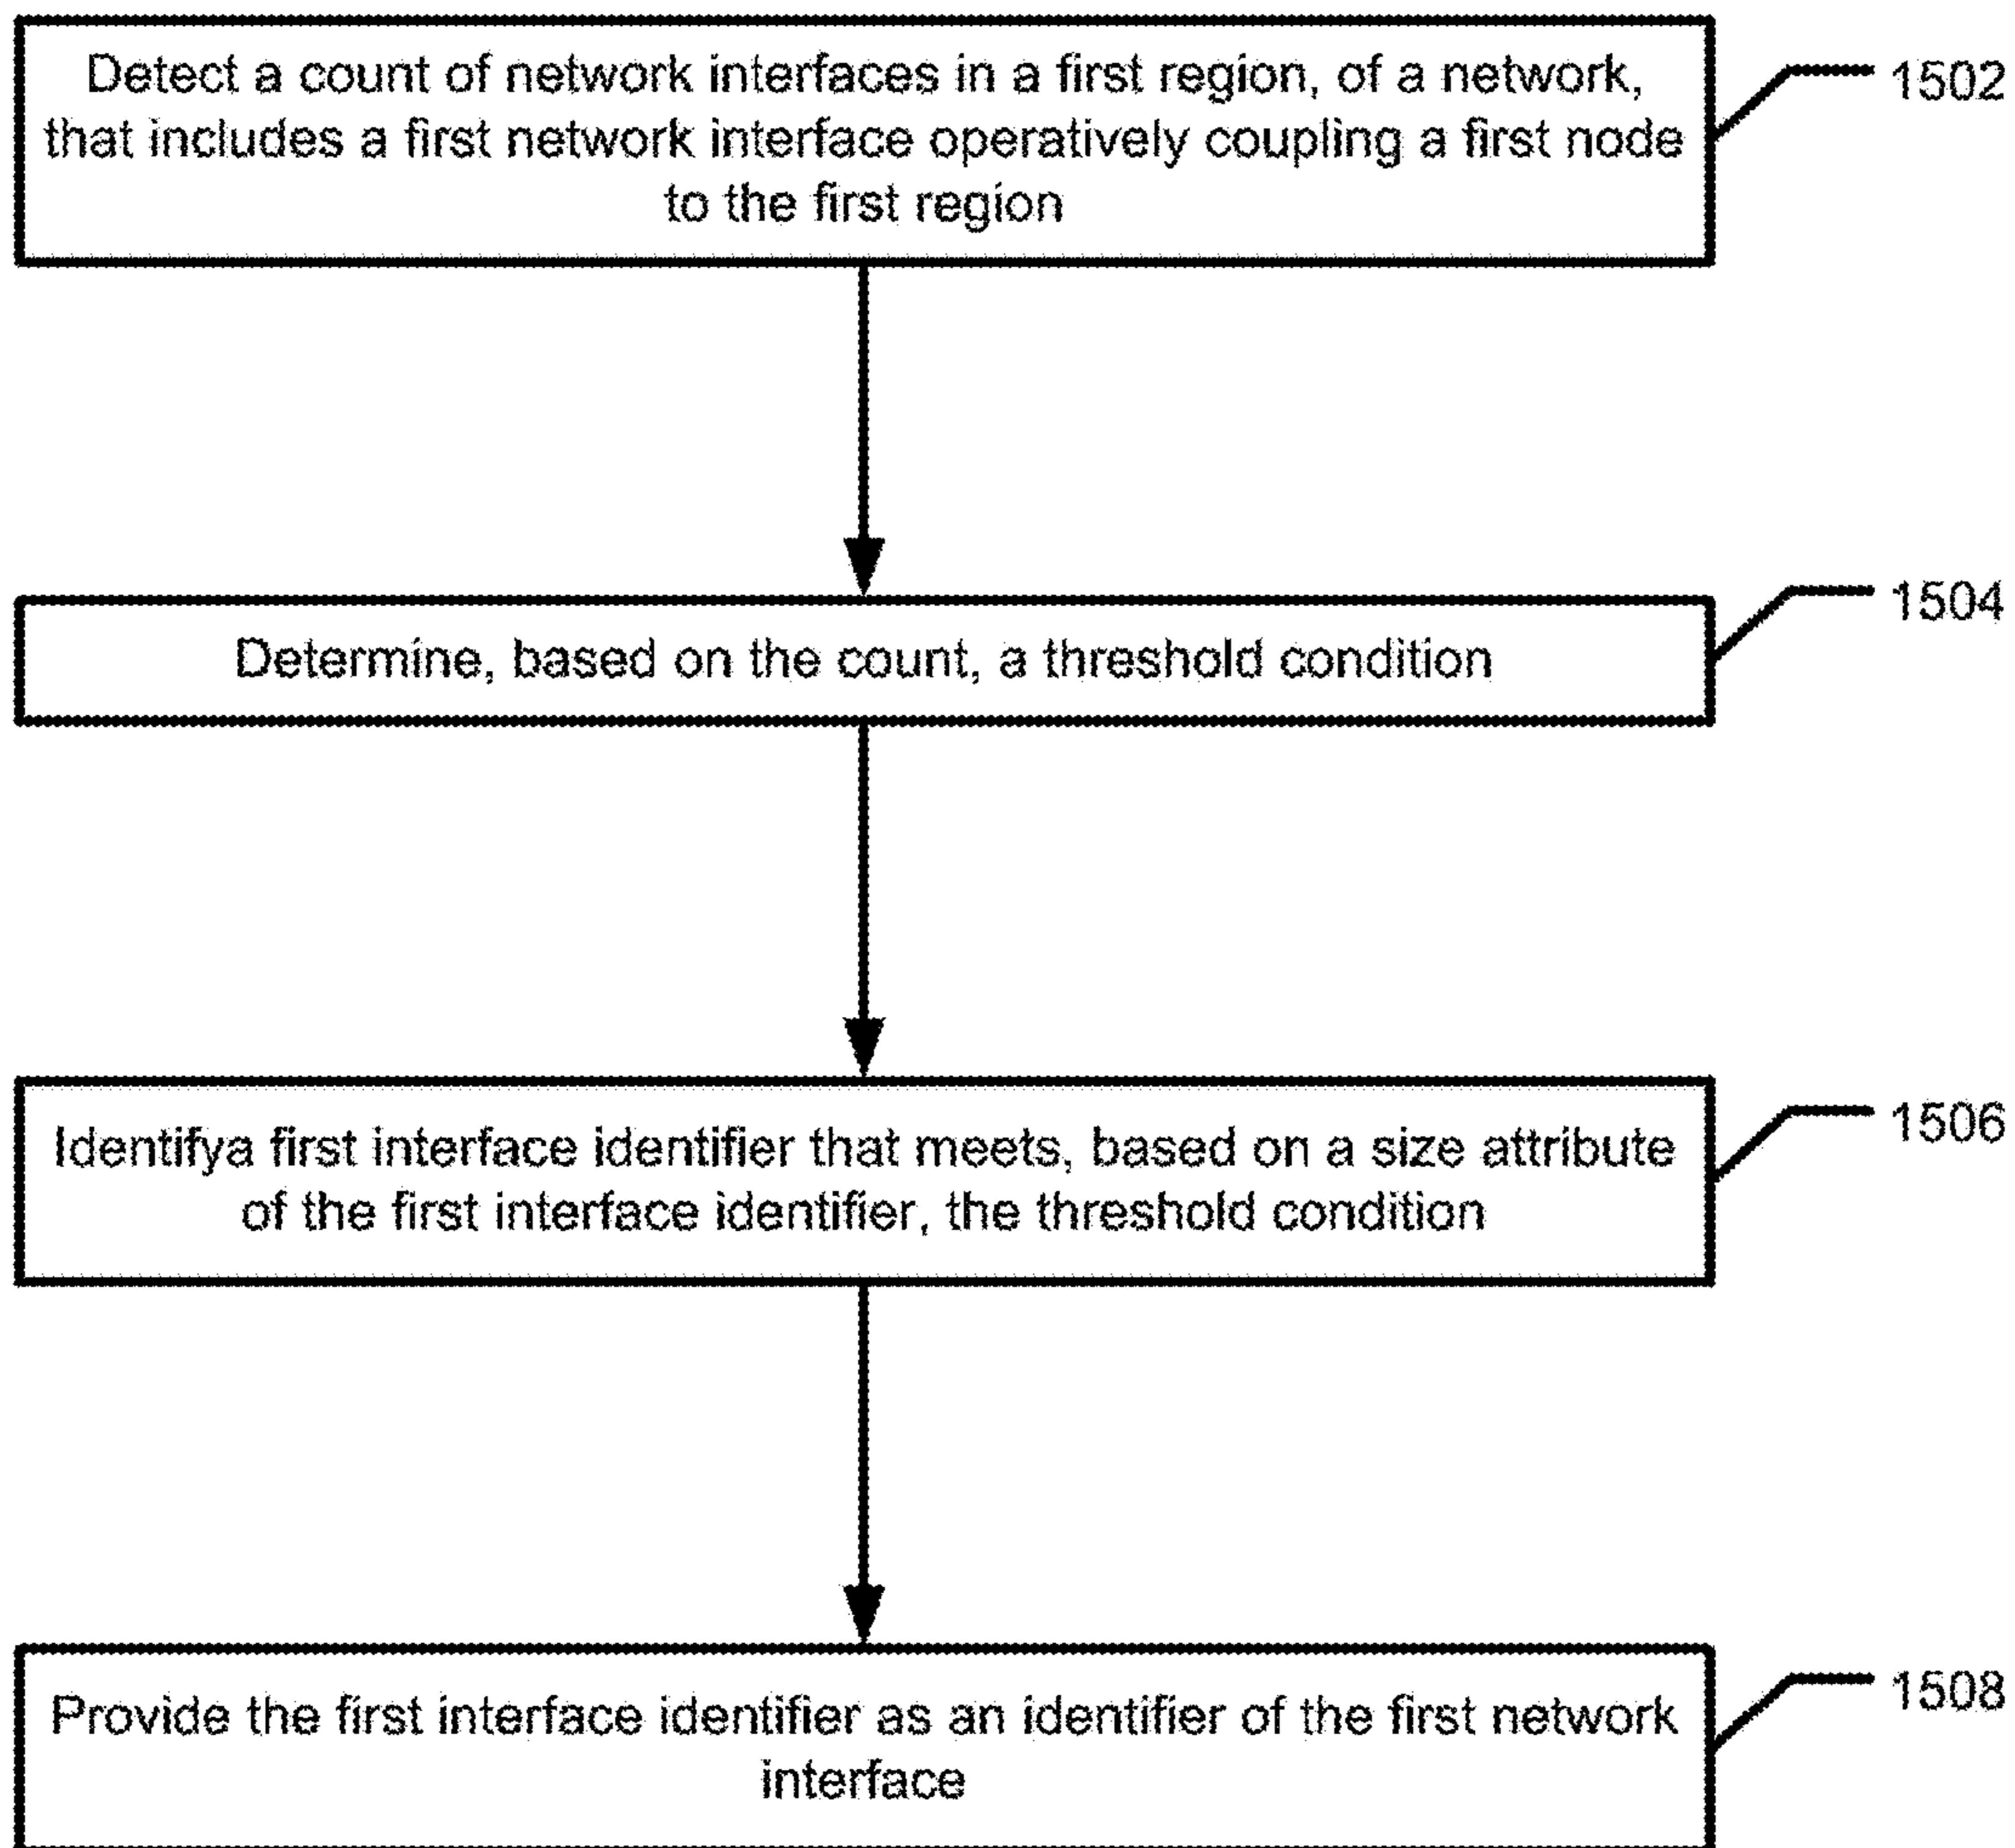 Detect a count of network interfaces in a first region, of a network,
that includes a first network interface operatively coupling a first node
to the first region
1502
Determine, based on the count, a threshold condition
1504
Identifya first interface identifier that meets, based on a size attribute
of the first interface identifier, the threshold condition
1506
Provide the first interface identifier as an identifier of the first network
interface
1508